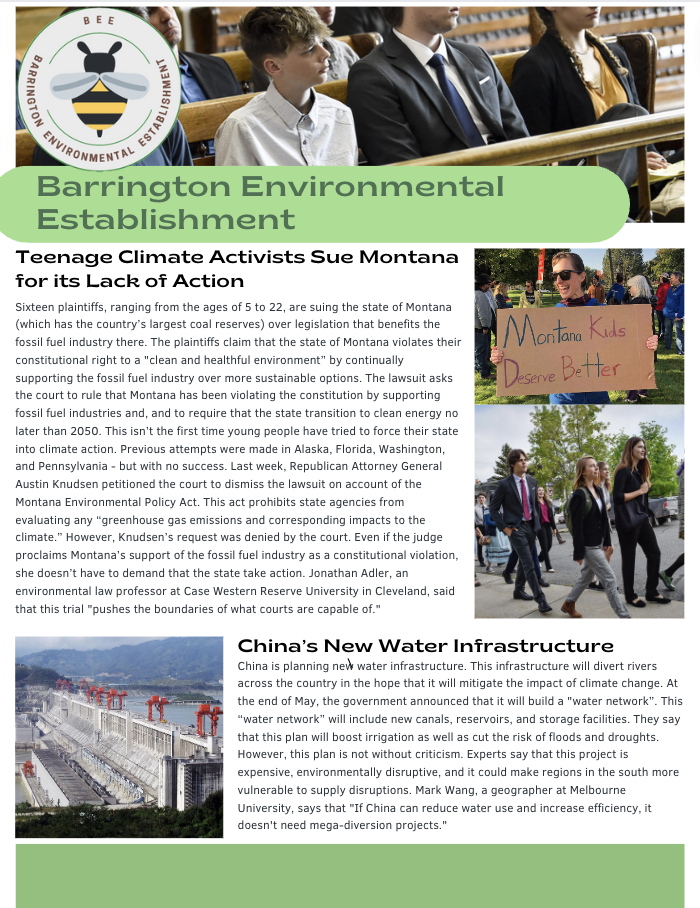 BEE
BARRINGTON ENVIRONMENTAL ESTABLISHMENT
Barrington Environmental
Establishment
Teenage Climate Activists Sue Montana
for its Lack of Action
Sixteen plaintiffs, ranging from the ages of 5 to 22, are suing the state of Montana
(which has the country’s largest coal reserves) over legislation that benefits the
fossil fuel industry there. The plaintiffs claim that the state of Montana violates their
constitutional right to a "clean and healthful environment” by continually
supporting the fossil fuel industry over more sustainable options. The lawsuit asks
the court to rule that Montana has been violating the constitution by supporting
fossil fuel industries and, and to require that the state transition to clean energy no
later than 2050. This isn’t the first time young people have tried to force their state
into climate action. Previous attempts were made in Alaska, Florida, Washington,
and Pennsylvania - but with no success. Last week, Republican Attorney General
Austin Knudsen petitioned the court to dismiss the lawsuit on account of the
Montana Environmental Policy Act. This act prohibits state agencies from
evaluating any “greenhouse gas emissions and corresponding impacts to the
climate.” However, Knudsen’s request was denied by the court. Even if the judge
proclaims Montana’s support of the fossil fuel industry as a constitutional violation,
she doesn’t have to demand that the state take action. Jonathan Adler, an
environmental law professor at Case Western Reserve University in Cleveland, said
that this trial "pushes the boundaries of what courts are capable of."
Montana Kids
Deserve Better
China’s New Water Infrastructure
China is planning new water infrastructure. This infrastructure will divert rivers
across the country in the hope that it will mitigate the impact of climate change. At
the end of May, the government announced that it will build a "water network”. This
“water network” will include new canals, reservoirs, and storage facilities. They say
that this plan will boost irrigation as well as cut the risk of floods and droughts.
However, this plan is not without criticism. Experts say that this project is
expensive, environmentally disruptive, and it could make regions in the south more
vulnerable to supply disruptions. Mark Wang, a geographer at Melbourne
University, says that "If China can reduce water use and increase efficiency, it
doesn't need mega-diversion projects."